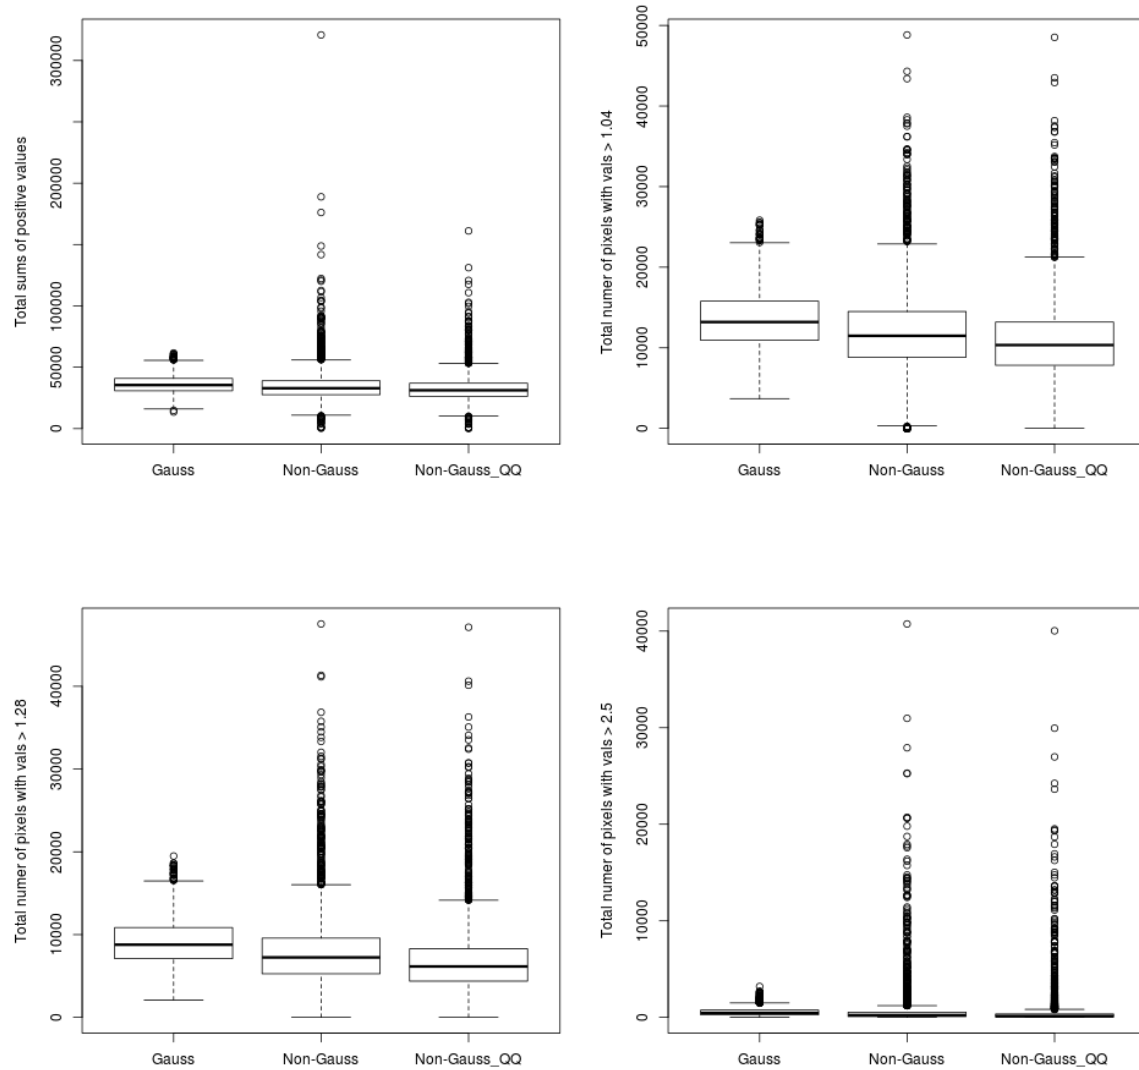 Total sums of positive values
300000
200000
100000
50000
0
Gauss Non-Gauss Non-Gauss_QQ
Total numer of pixels with vals > 1.04
50000
40000
30000
20000
10000
0
Gauss Non-Gauss Non-Gauss_QQ
Total numer of pixels with vals > 1.28
40000
30000
20000
10000
0
Gauss Non-Gauss Non-Gauss_QQ
Total numer of pixels with vals > 2.5
40000
30000
20000
10000
0
Gauss Non-Gauss Non-Gauss_QQ